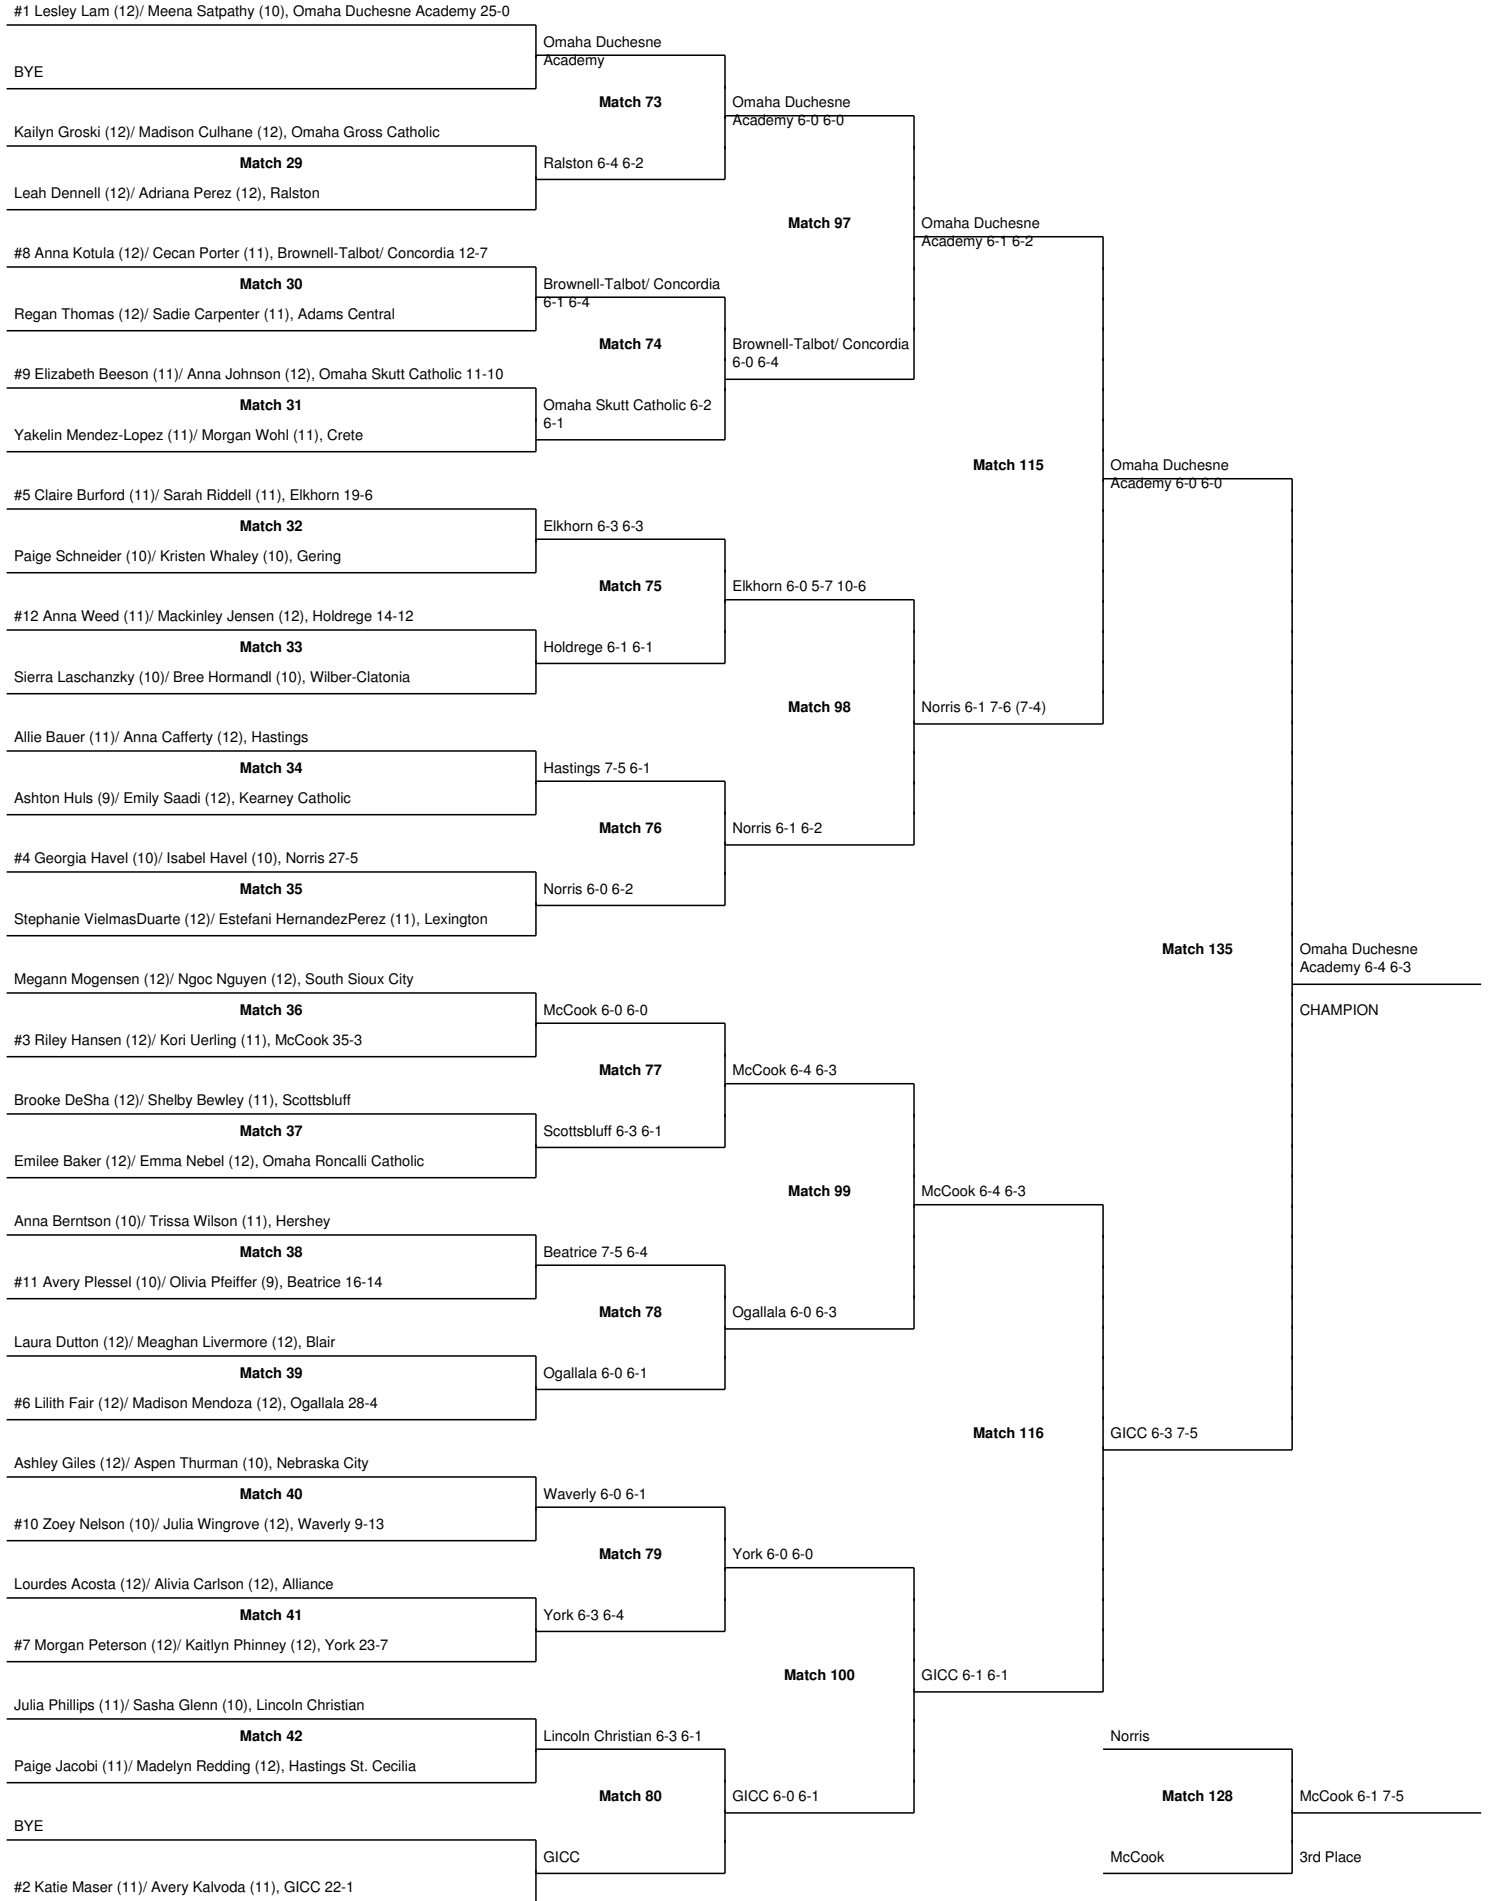 #1 Lesley Lam (12)/ Meena Satpathy (10), Omaha Duchesne Academy 25-0
Omaha Duchesne
Academy
BYE
Match 73
Omaha Duchesne
Academy 6-0 6-0
Kailyn Groski (12)/ Madison Culhane (12), Omaha Gross Catholic
Match 29
Ralston 6-4 6-2
Leah Dennell (12)/ Adriana Perez (12), Ralston
Match 97
Omaha Duchesne
Academy 6-1 6-2
#8 Anna Kotula (12)/ Cecan Porter (11), Brownell-Talbot/ Concordia 12-7
Match 30
Brownell-Talbot/ Concordia
6-1 6-4
Regan Thomas (12)/ Sadie Carpenter (11), Adams Central
Match 74
Brownell-Talbot/ Concordia
6-0 6-4
#9 Elizabeth Beeson (11)/ Anna Johnson (12), Omaha Skutt Catholic 11-10
Match 31
Omaha Skutt Catholic 6-2
6-1
Yakelin Mendez-Lopez (11)/ Morgan Wohl (11), Crete
Match 115
Omaha Duchesne
Academy 6-0 6-0
#5 Claire Burford (11)/ Sarah Riddell (11), Elkhorn 19-6
Match 32
Elkhorn 6-3 6-3
Paige Schneider (10)/ Kristen Whaley (10), Gering
Match 75
Elkhorn 6-0 5-7 10-6
#12 Anna Weed (11)/ Mackinley Jensen (12), Holdrege 14-12
Match 33
Holdrege 6-1 6-1
Sierra Laschanzky (10)/ Bree Hormandl (10), Wilber-Clatonia
Match 98
Norris 6-1 7-6 (7-4)
Allie Bauer (11)/ Anna Cafferty (12), Hastings
Match 34
Hastings 7-5 6-1
Ashton Huls (9)/ Emily Saadi (12), Kearney Catholic
Match 76
Norris 6-1 6-2
#4 Georgia Havel (10)/ Isabel Havel (10), Norris 27-5
Match 35
Norris 6-0 6-2
Stephanie VielmasDuarte (12)/ Estefani HernandezPerez (11), Lexington
Match 135
Omaha Duchesne
Academy 6-4 6-3
CHAMPION
Megann Mogensen (12)/ Ngoc Nguyen (12), South Sioux City
Match 36
McCook 6-0 6-0
#3 Riley Hansen (12)/ Kori Uerling (11), McCook 35-3
Match 77
McCook 6-4 6-3
Brooke DeSha (12)/ Shelby Bewley (11), Scottsbluff
Match 37
Scottsbluff 6-3 6-1
Emilee Baker (12)/ Emma Nebel (12), Omaha Roncalli Catholic
Match 99
McCook 6-4 6-3
Anna Berntson (10)/ Trissa Wilson (11), Hershey
Match 38
Beatrice 7-5 6-4
#11 Avery Plessel (10)/ Olivia Pfeiffer (9), Beatrice 16-14
Match 78
Ogallala 6-0 6-3
Laura Dutton (12)/ Meaghan Livermore (12), Blair
Match 39
Ogallala 6-0 6-1
#6 Lilith Fair (12)/ Madison Mendoza (12), Ogallala 28-4
Match 116
GICC 6-3 7-5
Ashley Giles (12)/ Aspen Thurman (10), Nebraska City
Match 40
Waverly 6-0 6-1
#10 Zoey Nelson (10)/ Julia Wingrove (12), Waverly 9-13
Match 79
York 6-0 6-0
Lourdes Acosta (12)/ Alivia Carlson (12), Alliance
Match 41
York 6-3 6-4
#7 Morgan Peterson (12)/ Kaitlyn Phinney (12), York 23-7
Match 100
GICC 6-1 6-1
Julia Phillips (11)/ Sasha Glenn (10), Lincoln Christian
Match 42
Lincoln Christian 6-3 6-1
Norris
Paige Jacobi (11)/ Madelyn Redding (12), Hastings St. Cecilia
Match 80
GICC 6-0 6-1
Match 128
McCook 6-1 7-5
BYE
GICC
McCook
3rd Place
#2 Katie Maser (11)/ Avery Kalvoda (11), GICC 22-1